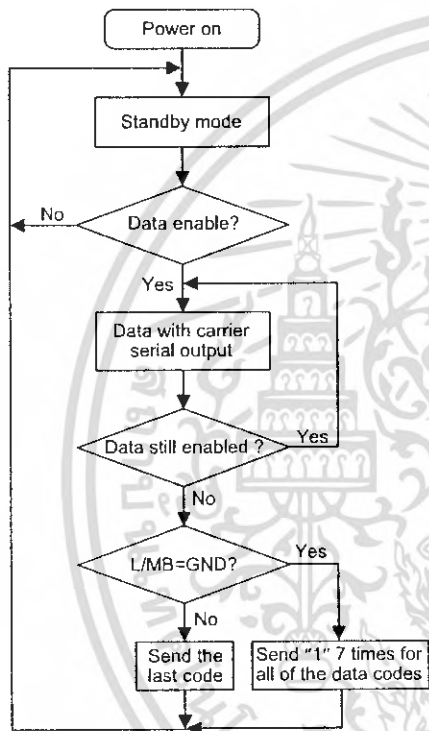 Power on
Standby mode
No
Data enable?
Yes
Data with carrier
serial output
Data still enabled ?
Yes
No
L/MB=GND?
Yes
No
Send the
last code
Send "1" 7 times for
all of the data codes